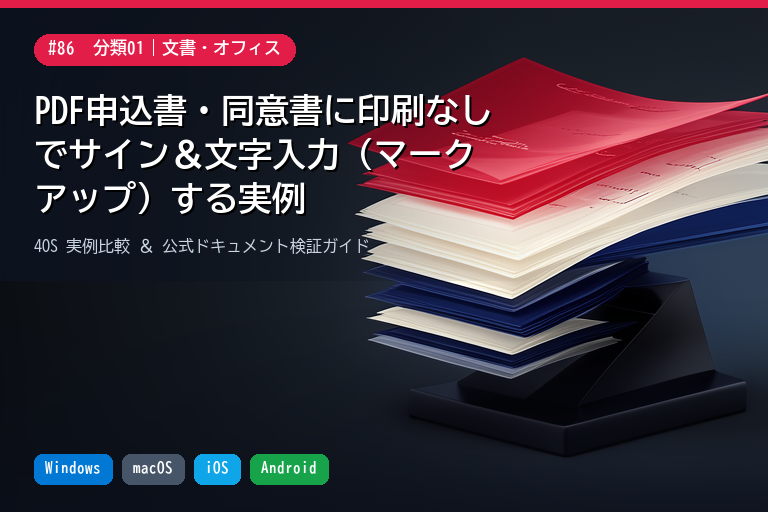 #86 分類01｜文書・オフィス
PDF申込書・同意書に印刷なし
でサイン＆文字入力（マーク
アップ）する実例
4OS 実例比較 ＆ 公式ドキュメント検証ガイド
Windows
macOS
iOS
Android